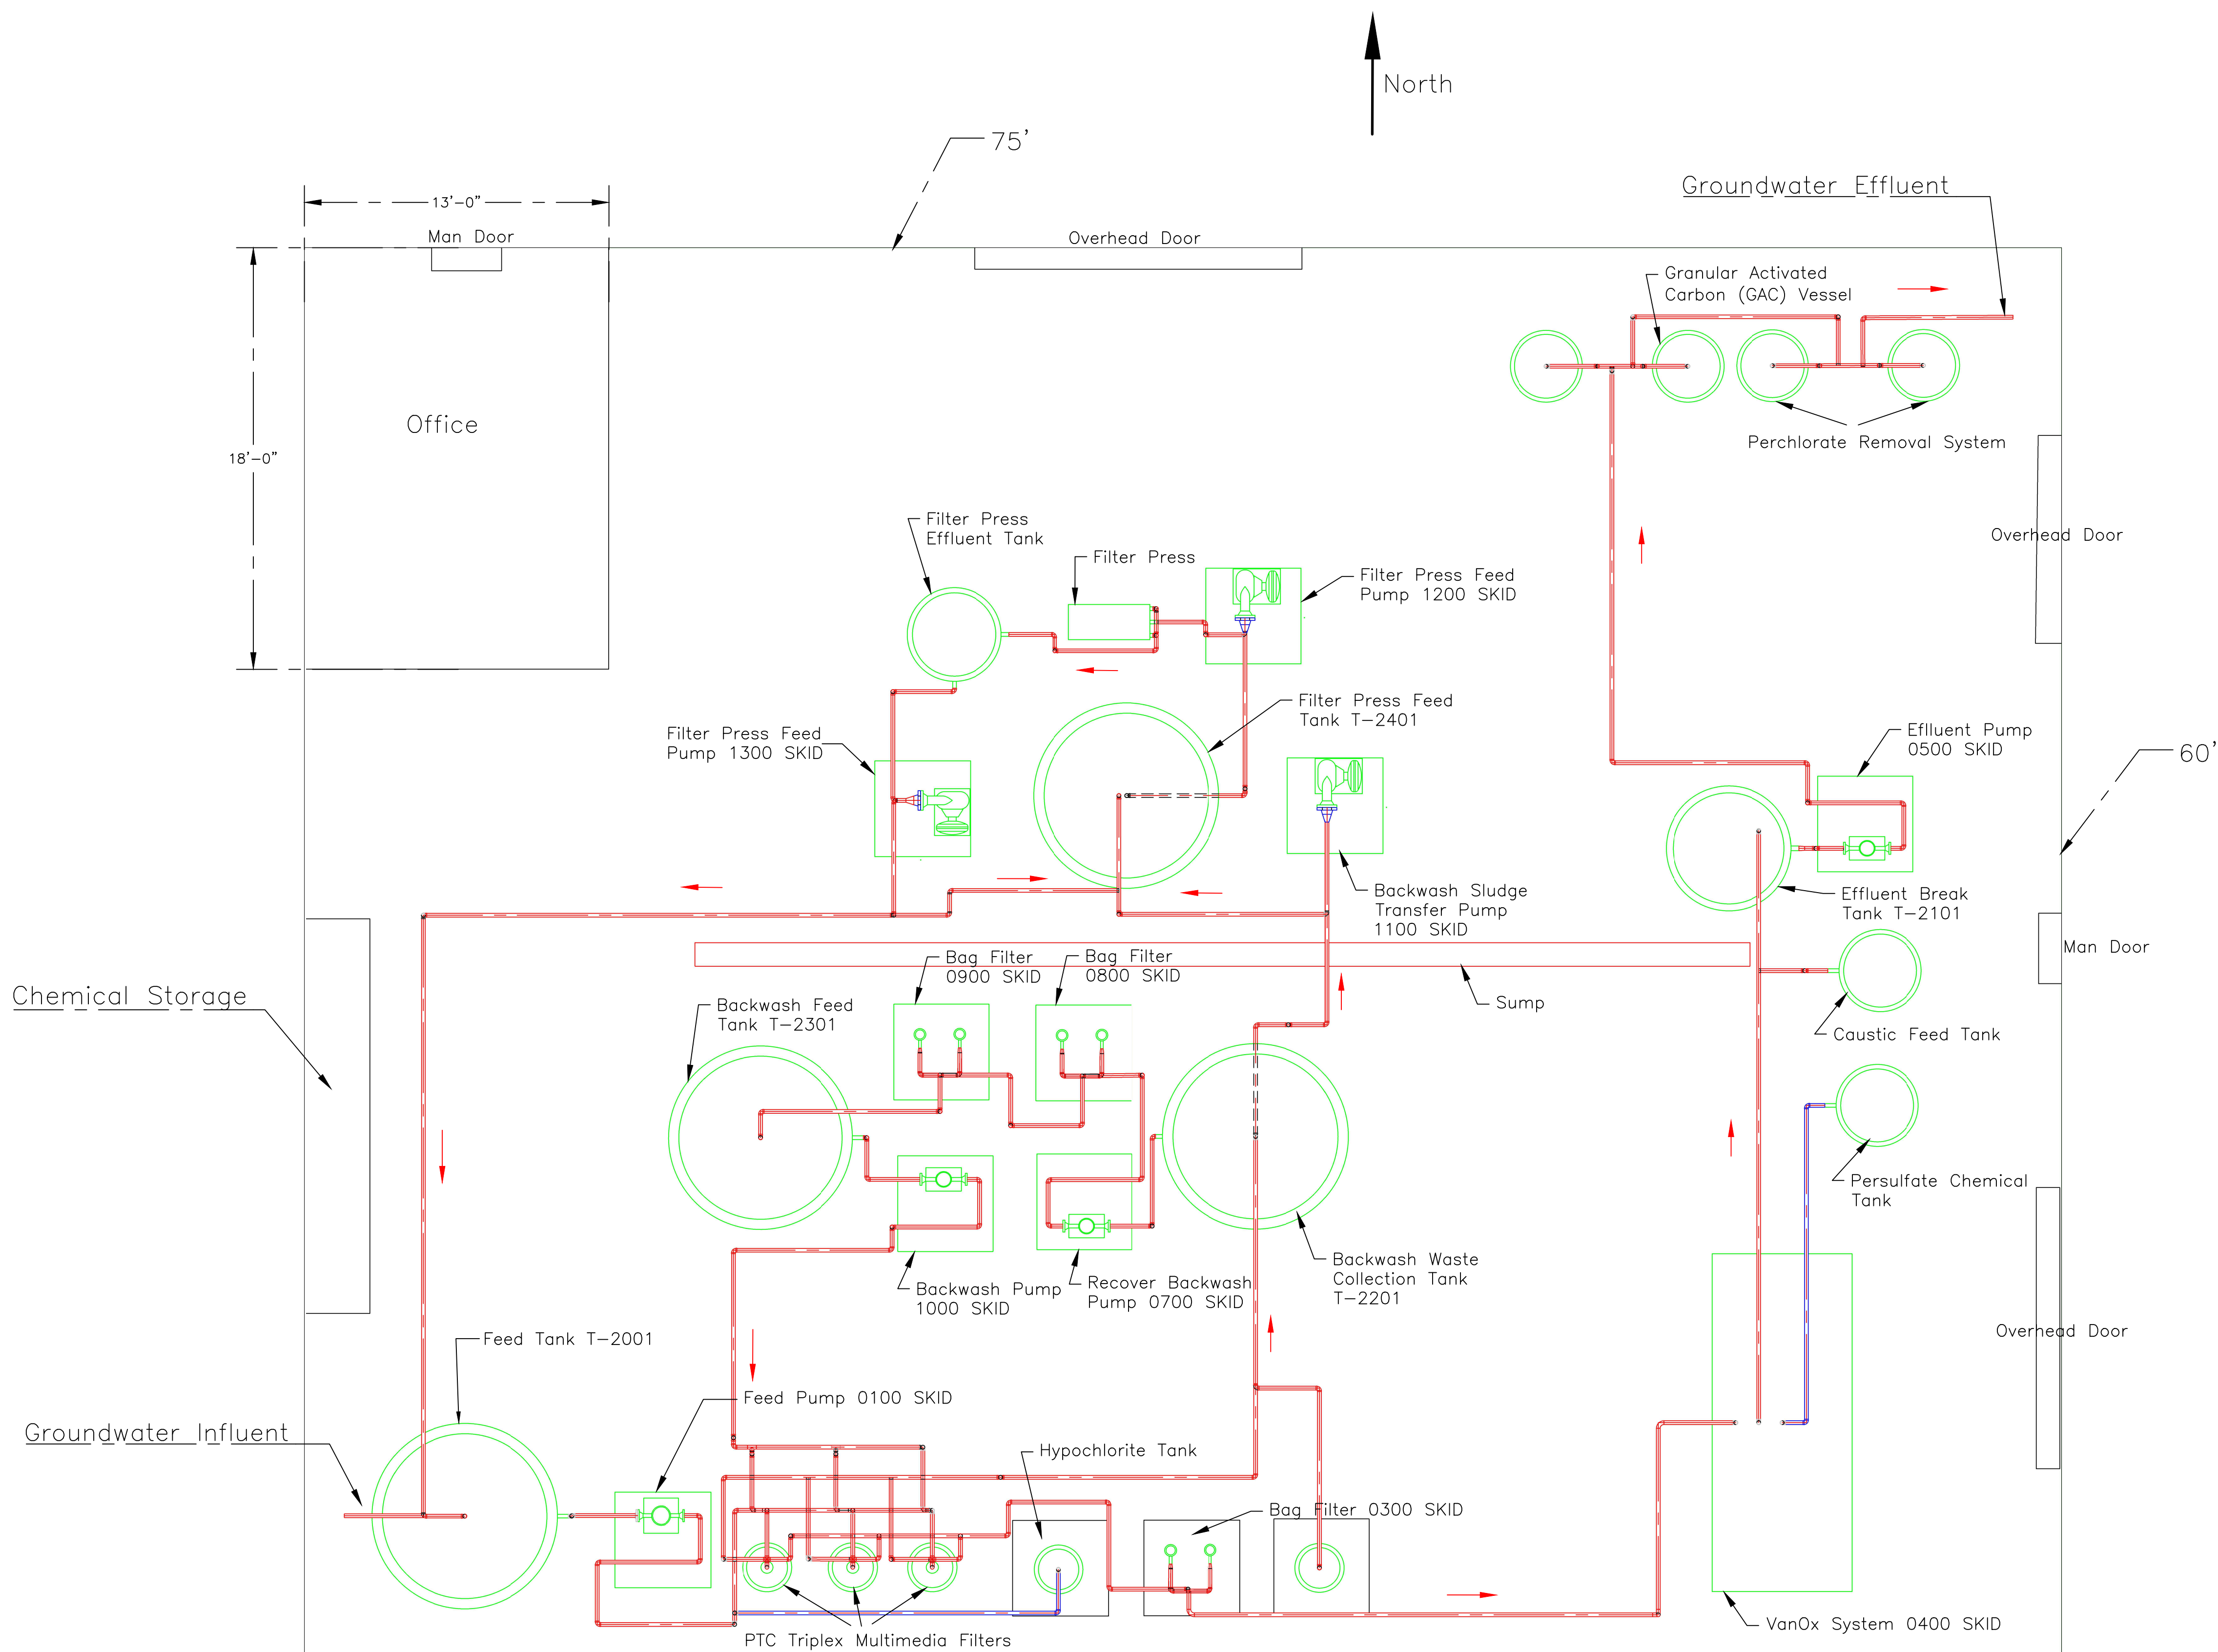 North
75'
Groundwater Effluent
13'-0"
Man Door
Overhead Door
Granular Activated
Carbon (GAC) Vessel
Office
18'-0"
Perchlorate Removal System
Filter Press
Effluent Tank
Filter Press
Filter Press Feed
Pump 1200 SKID
Overhead Door
Filter Press Feed
Tank T-2401
Filter Press Feed
Pump 1300 SKID
Eflluent Pump
0500 SKID
60'
Backwash Sludge
Transfer Pump
1100 SKID
Effluent Break
Tank T-2101
Man Door
Bag Filter
0900 SKID
Bag Filter
0800 SKID
Chemical Storage
Backwash Feed
Tank T-2301
Sump
Caustic Feed Tank
Persulfate Chemical
Tank
Backwash Pump
1000 SKID
Recover Backwash
Pump 0700 SKID
Backwash Waste
Collection Tank
T-2201
Overhead Door
Feed Tank T-2001
Feed Pump 0100 SKID
Groundwater Influent
Hypochlorite Tank
Bag Filter 0300 SKID
PTC Triplex Multimedia Filters
VanOx System 0400 SKID